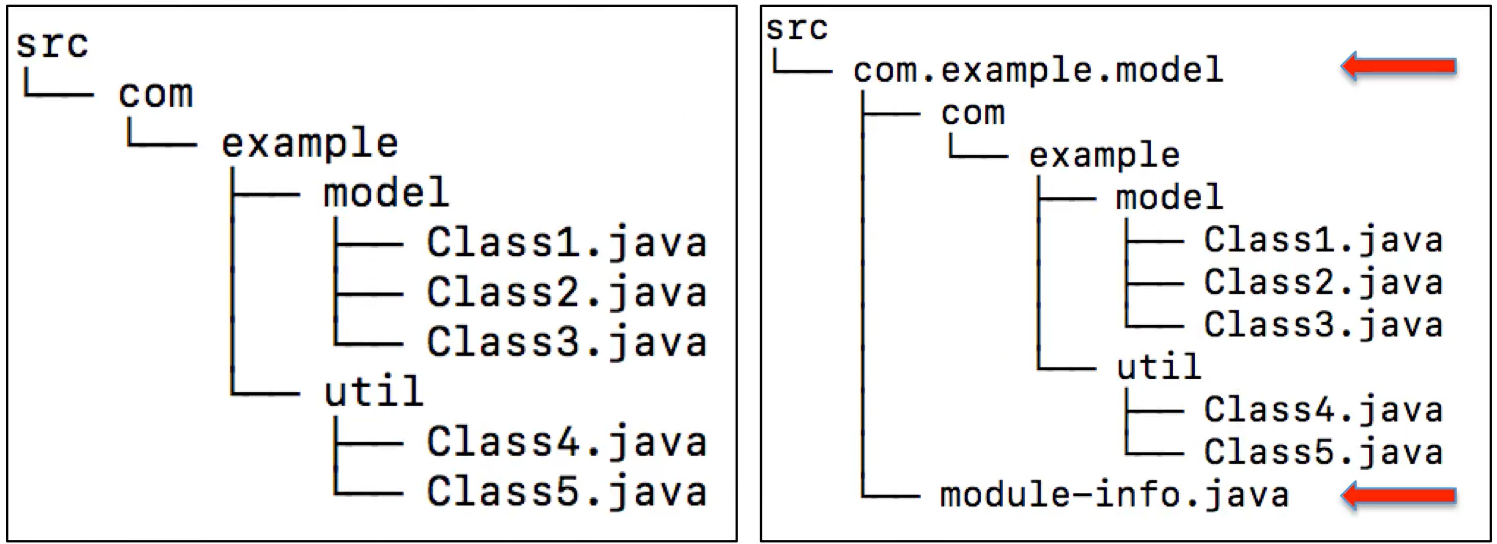 src
com
example
model
Class1.java
Class2.java
Class3.java
util
Class4.java
Class5.java
src
com.example.model
com
example
model
Class1.java
Class2.java
Class3.java
util
Class4.java
Class5.java
module-info.java